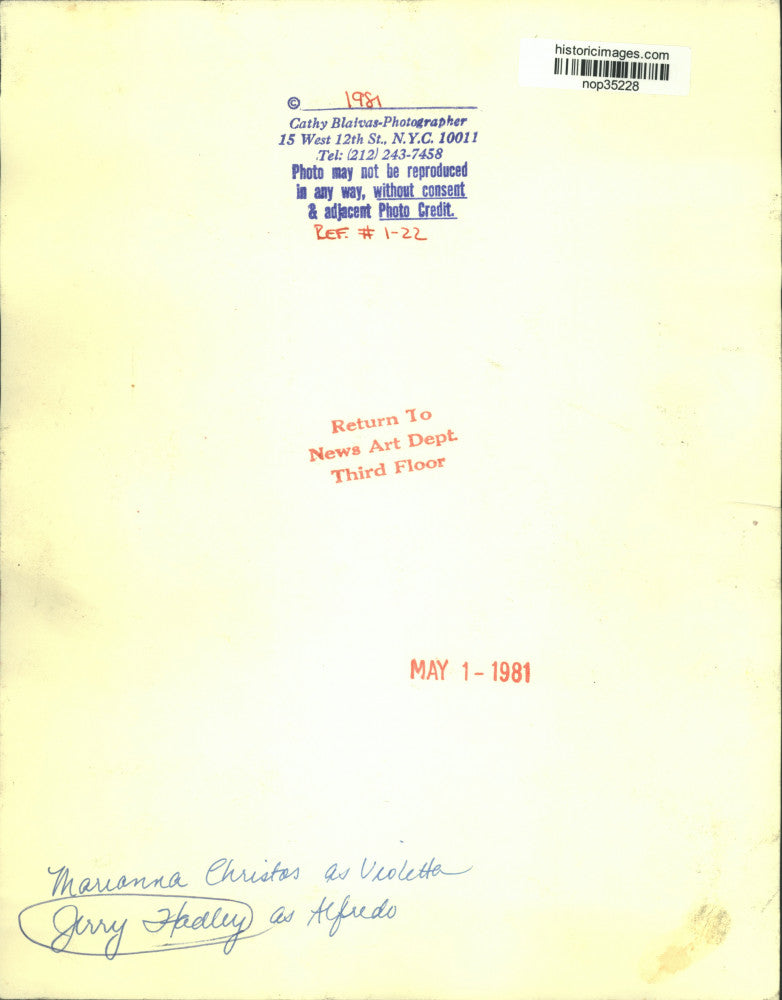 historicimages.com
nop35228
© 1981
Cathy Blaivas-Photographer
15 West 12th St., N.Y.C. 10011
Tel: (212) 243-7458
Photo may not be reproduced
in any way, without consent
& adjacent Photo Credit.
REF. # 1-22
Return To
News Art Dept.
Third Floor
MAY 1 - 1981
Marianna Christos as Violetta
Jerry Hadley as Alfredo